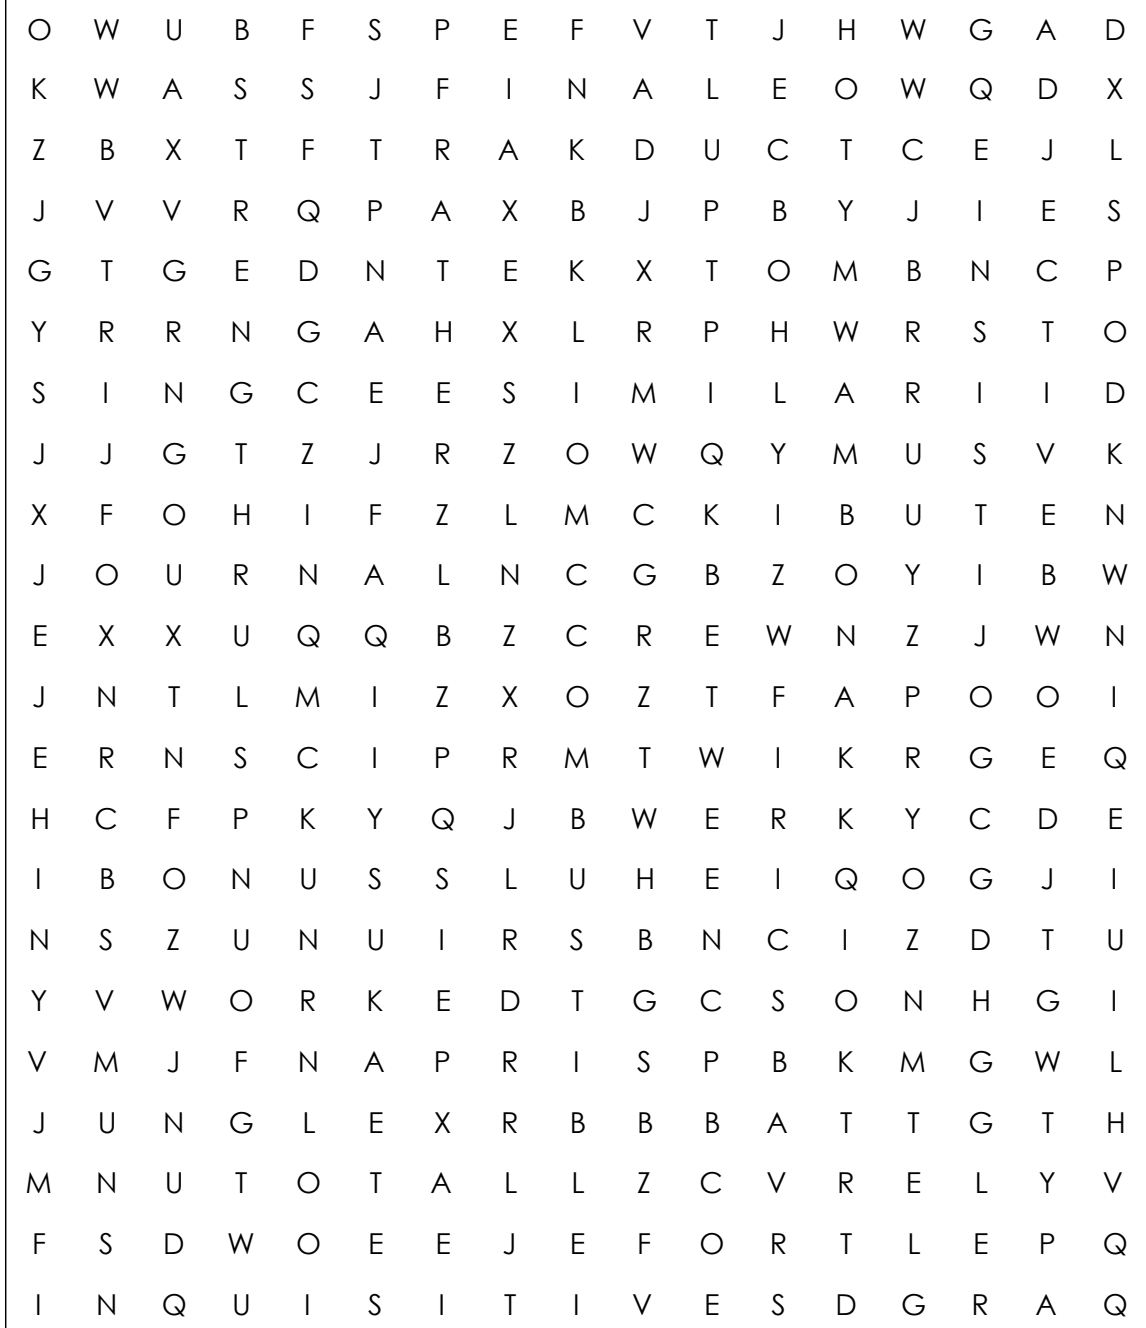 O W U B F S P E F V T J H W G A D
K W A S S J F I N A L E O W Q D X
Z B X T F T R A K D U C T C E J L
J V V R Q P A X B J P B Y J I E S
G T G E D N T E K X T O M B N C P
Y R R N G A H X L R P H W R S T O
S I N G C E E S I M I L A R I I D
J J G T Z J R Z O W Q Y M U S V K
X F O H I F Z L M C K I B U T E N
J O U R N A L N C G B Z O Y I B W
E X X U Q Q B Z C R E W N Z J W N
J N T L M I Z X O Z T F A P O O I
E R N S C I P R M T W I K R G E Q
H C F P K Y Q J B W E R K Y C D E
I B O N U S S L U H E I Q O G J I
N S Z U N U I R S B N C I Z D T U
Y V W O R K E D T G C S O N H G I
V M J F N A P R I S P B K M G W L
J U N G L E X R B B B A T T G T H
M N U T O T A L L Z C V R E L Y V
F S D W O E E J E F O R T L E P Q
I N Q U I S I T I V E S D G R A Q